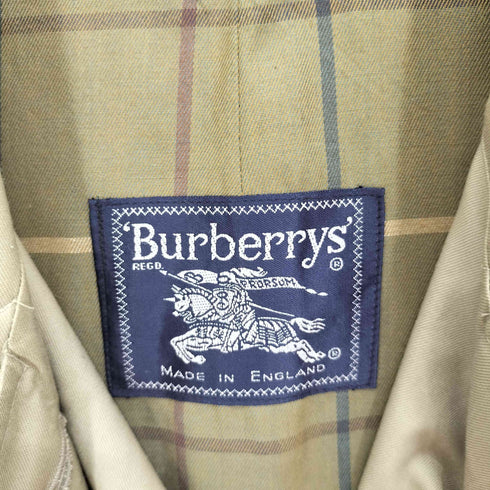 'Burberrys'
REGD.
®
PRORSUM
®
MADE IN ENGLAND